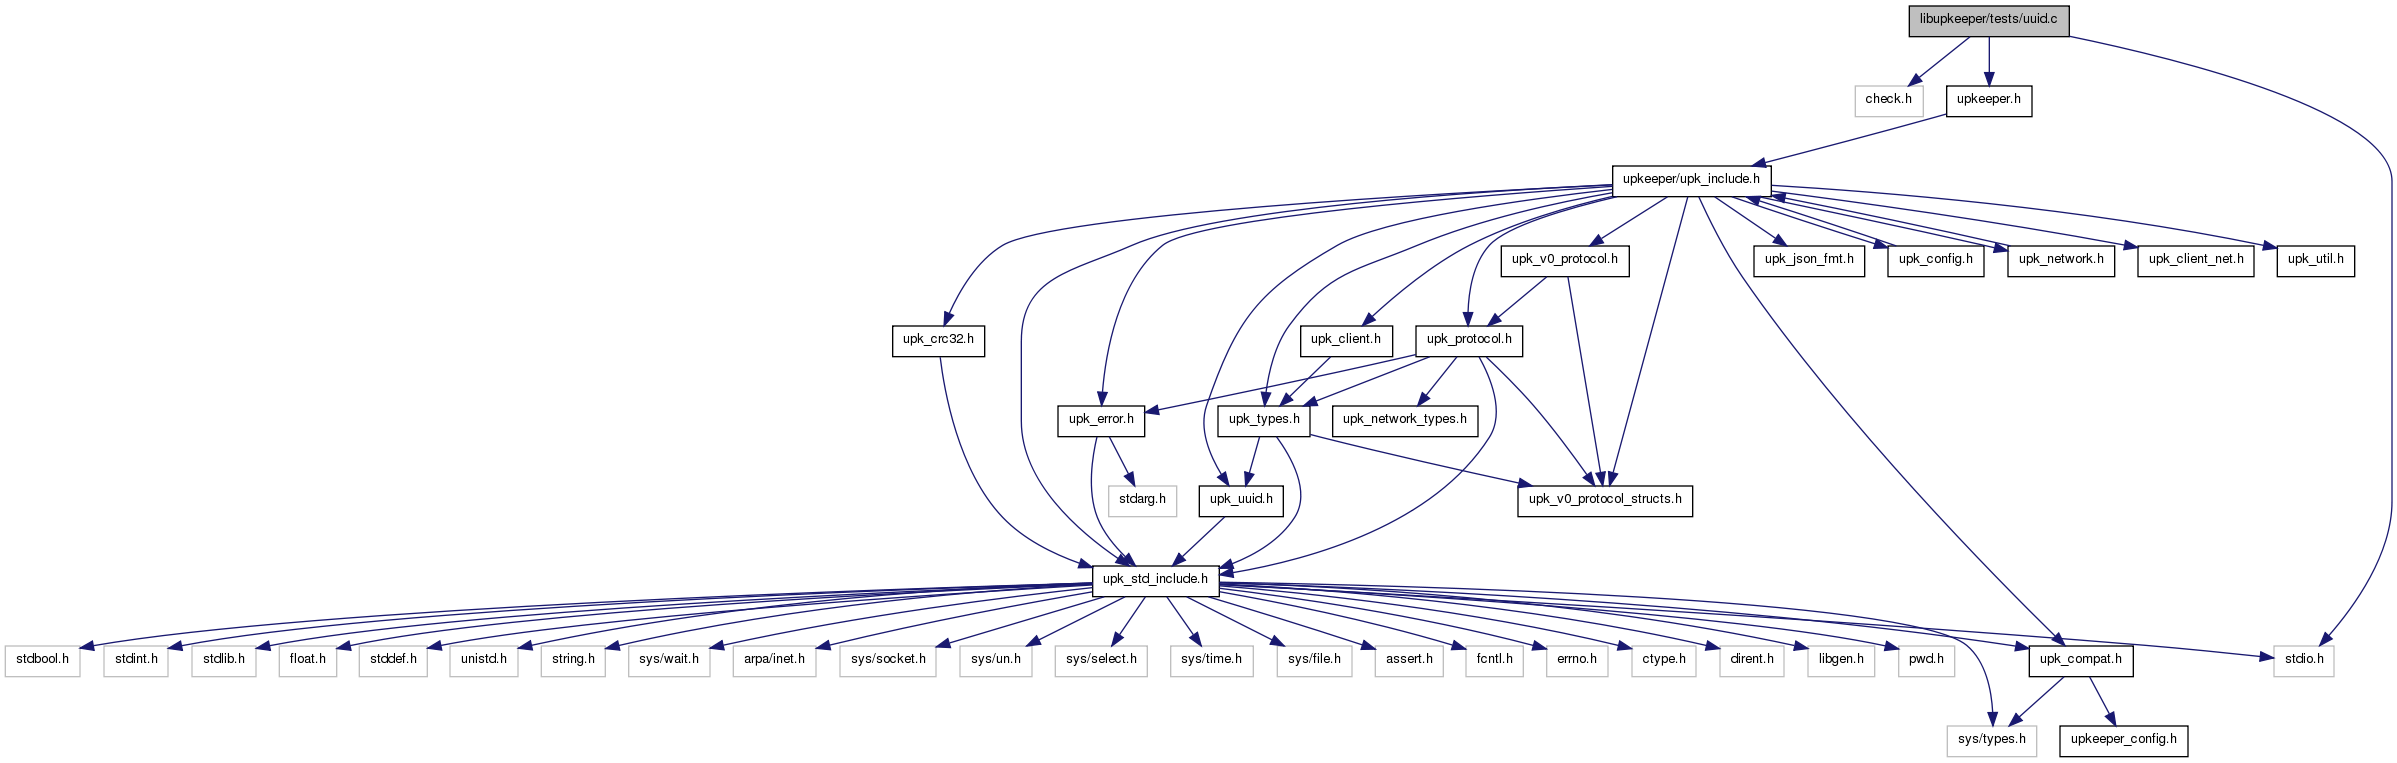 libupkeeper/tests/uuid.c
check.h
upkeeper.h
upkeeper/upk_include.h
upk_v0_protocol.h
upk_json_fmt.h
upk_config.h
upk_network.h
upk_client_net.h
upk_util.h
upk_crc32.h
upk_client.h
upk_protocol.h
upk_error.h
upk_types.h
upk_network_types.h
stdarg.h
upk_uuid.h
upk_v0_protocol_structs.h
upk_std_include.h
stdbool.h
stdint.h
stdlib.h
float.h
stddef.h
unistd.h
string.h
sys/wait.h
arpa/inet.h
sys/socket.h
sys/un.h
sys/select.h
sys/time.h
sys/file.h
assert.h
fcntl.h
errno.h
ctype.h
dirent.h
libgen.h
pwd.h
upk_compat.h
stdio.h
sys/types.h
upkeeper_config.h